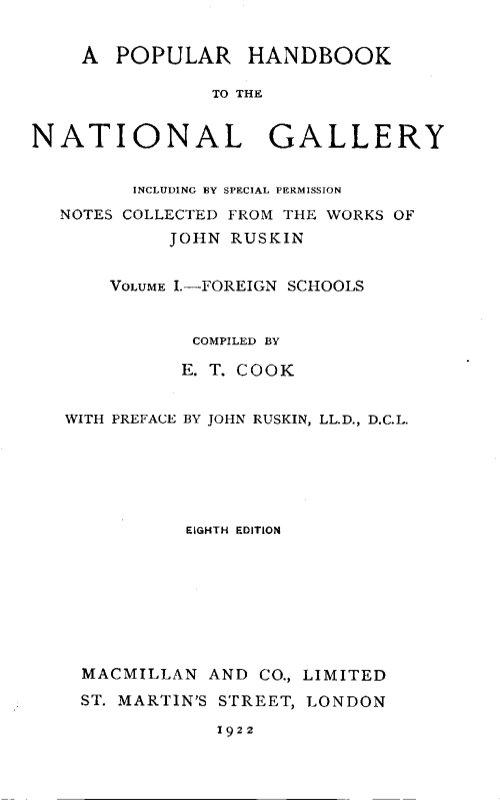 A POPULAR HANDBOOK
TO THE
NATIONAL GALLERY
INCLUDING BY SPECIAL PERMISSION
NOTES COLLECTED FROM THE WORKS OF
JOHN RUSKIN
VOLUME I.—FOREIGN SCHOOLS
COMPILED BY
E. T. COOK
WITH PREFACE BY JOHN RUSKIN, LL.D., D.C.L.
EIGHTH EDITION
MACMILLAN AND CO., LIMITED
ST. MARTIN'S STREET, LONDON
1922